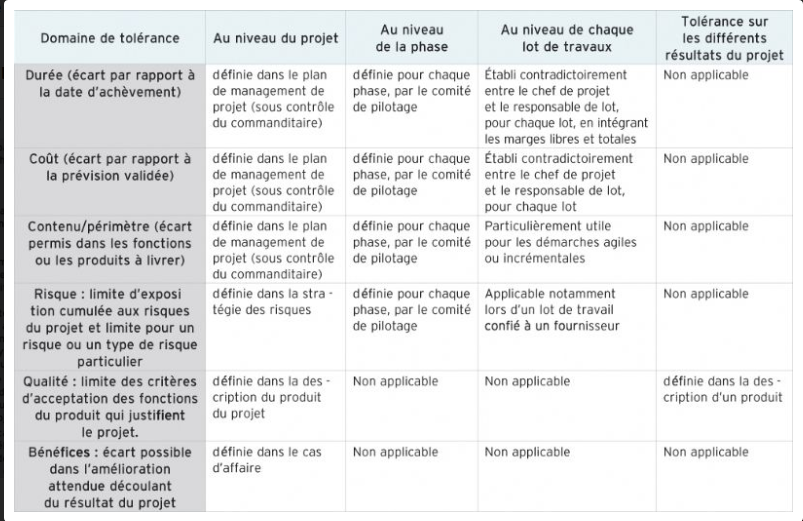 Domaine de tolérance
Au niveau du projet
Au niveau
de la phase
Au niveau de chaque
lot de travaux
Tolérance sur
les différents
résultats du projet
Durée (écart par rapport à
la date d'achèvement)
définie dans le plan
de management de
projet (sous contrôle
du commanditaire)
définie pour chaque
phase, par le comité
de pilotage
Établi contradictoirement
entre le chef de projet
et le responsable de lot,
pour chaque lot, en intégrant
les marges libres et totales
Non applicable
Coût (écart par rapport à
la prévision validée)
définie dans le plan
de management de
projet (sous contrôle
du commanditaire)
définie pour chaque
phase, par le comité
de pilotage
Établi contradictoirement
entre le chef de projet
et le responsable de lot,
pour chaque lot
Non applicable
Contenu/périmètre (écart
permis dans les fonctions
ou les produits à livrer)
définie dans le plan
de management de
projet (sous contrôle
du commanditaire)
définie pour chaque
phase, par le comité
de pilotage
Particulièrement utile
pour les démarches agiles
ou incrémentales
Non applicable
Risque : limite d'exposi
tion cumulée aux risques
du projet et limite pour un
risque ou un type de risque
particulier
définie dans la stra -
tégie des risques
définie pour chaque
phase, par le comité
de pilotage
Applicable notamment
lors d'un lot de travail
confié à un fournisseur
Non applicable
Qualité : limite des critères
d'acceptation des fonctions
du produit qui justifient
le projet.
définie dans la des -
cription du produit
du projet
Non applicable
Non applicable
définie dans la des -
cription d'un produit
Bénéfices : écart possible
dans l'amélioration
attendue découlant
du résultat du projet
définie dans le cas
d'affaire
Non applicable
Non applicable
Non applicable